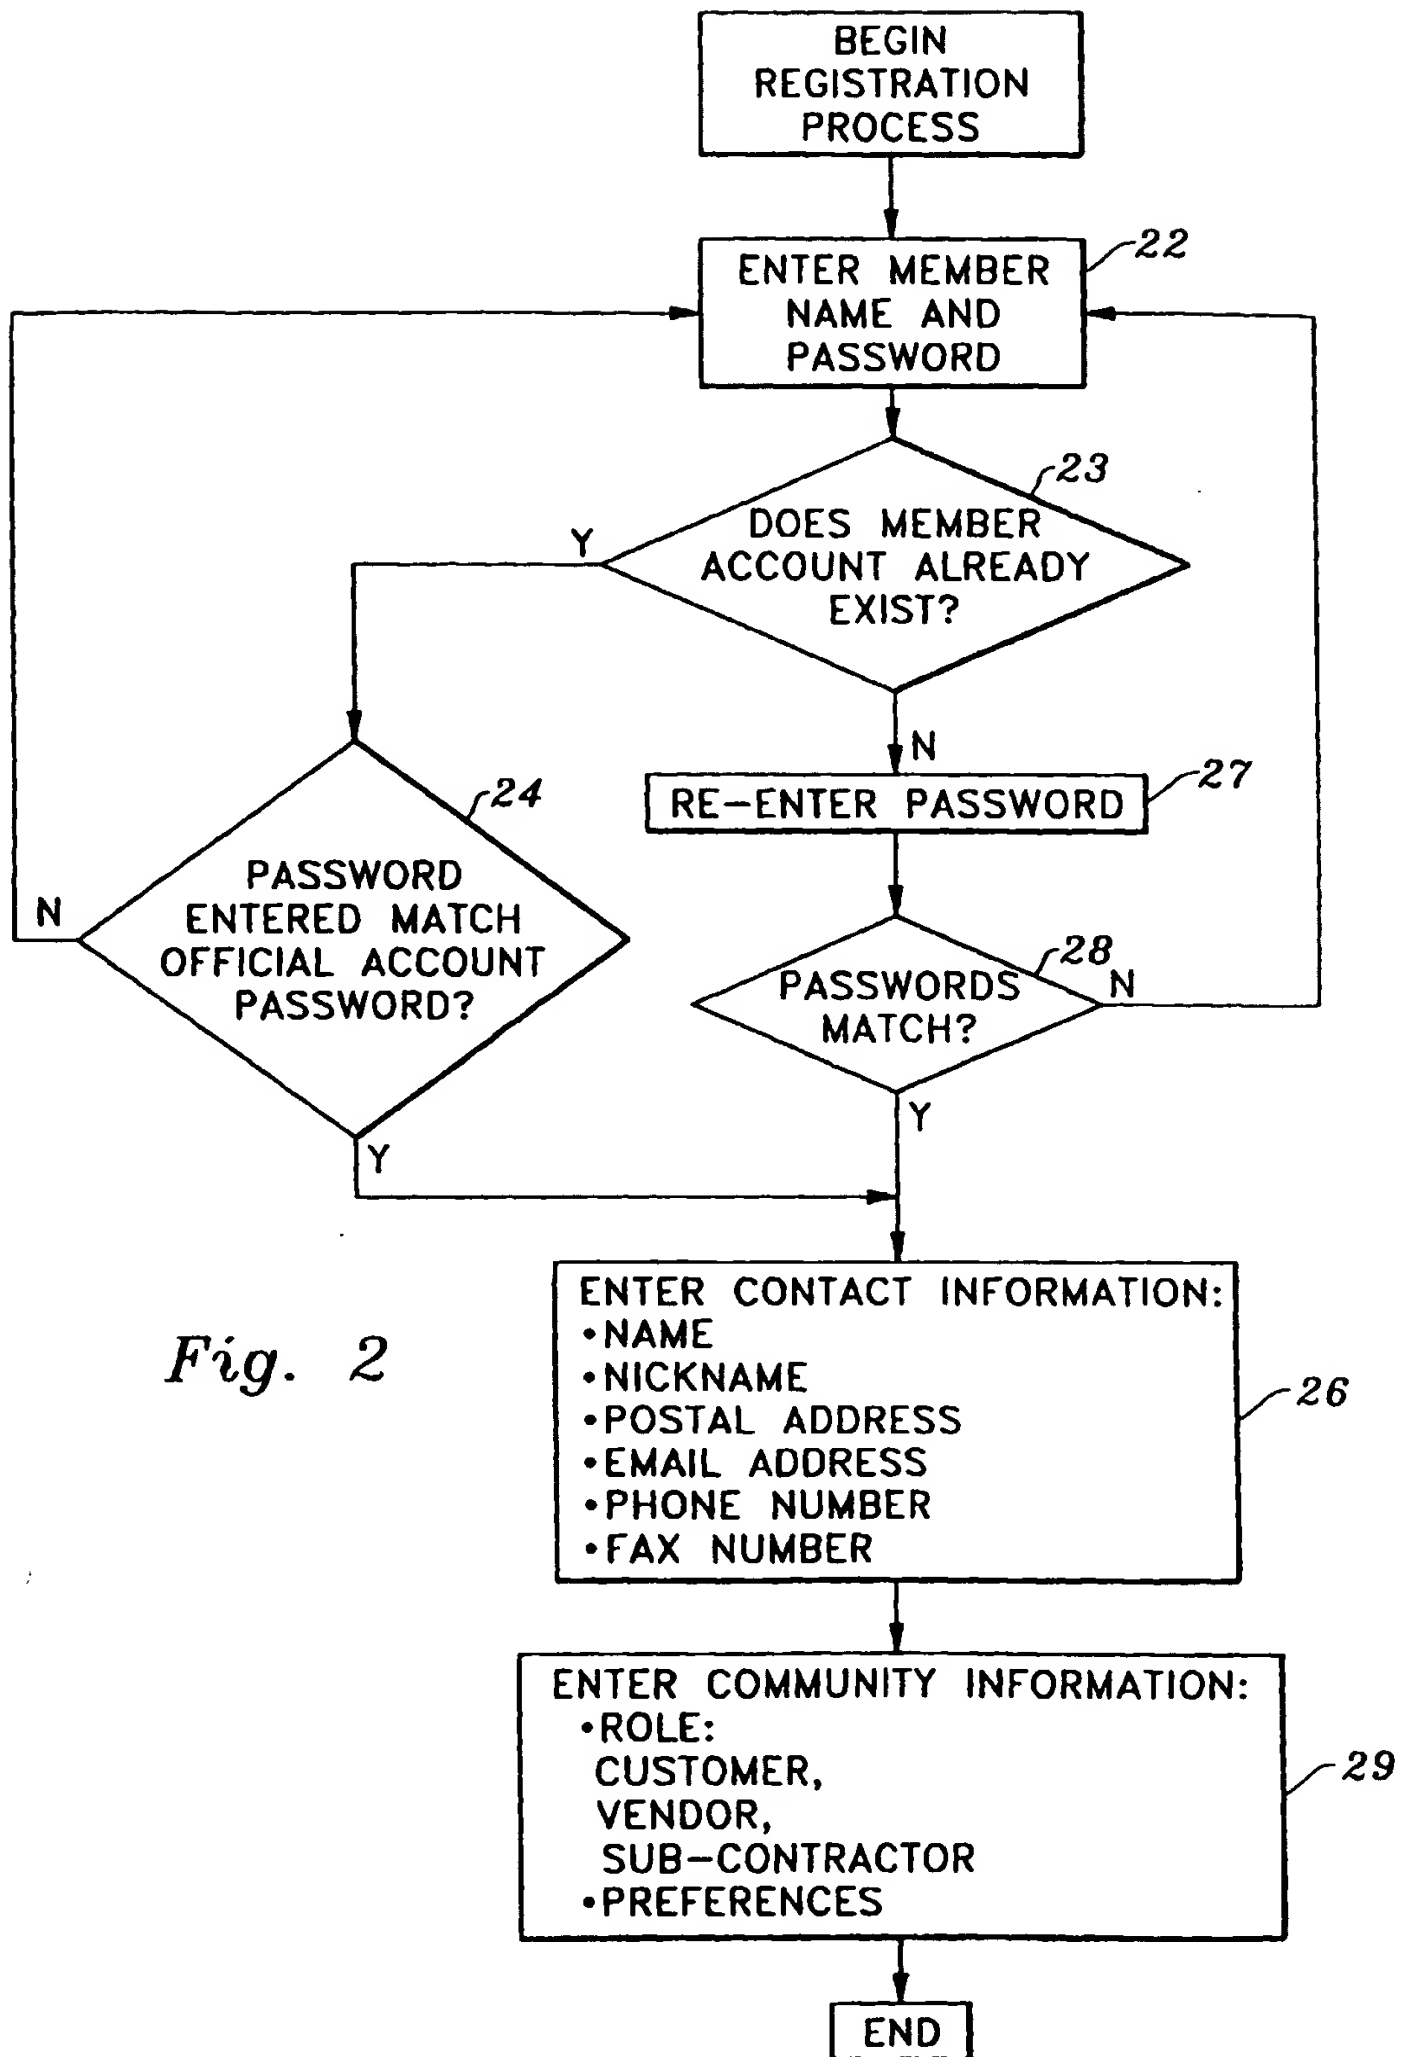 BEGIN
REGISTRATION
PROCESS
22
ENTER MEMBER
NAME AND
PASSWORD
23
DOES MEMBER
ACCOUNT ALREADY
EXIST?
Y
N
27
RE-ENTER PASSWORD
24
PASSWORD
ENTERED MATCH
OFFICIAL ACCOUNT
PASSWORD?
N
Y
28
PASSWORDS
MATCH?
N
Y
26
ENTER CONTACT INFORMATION:
•NAME
•NICKNAME
•POSTAL ADDRESS
•EMAIL ADDRESS
•PHONE NUMBER
•FAX NUMBER
Fig. 2
29
ENTER COMMUNITY INFORMATION:
•ROLE:
CUSTOMER,
VENDOR,
SUB-CONTRACTOR
•PREFERENCES
END